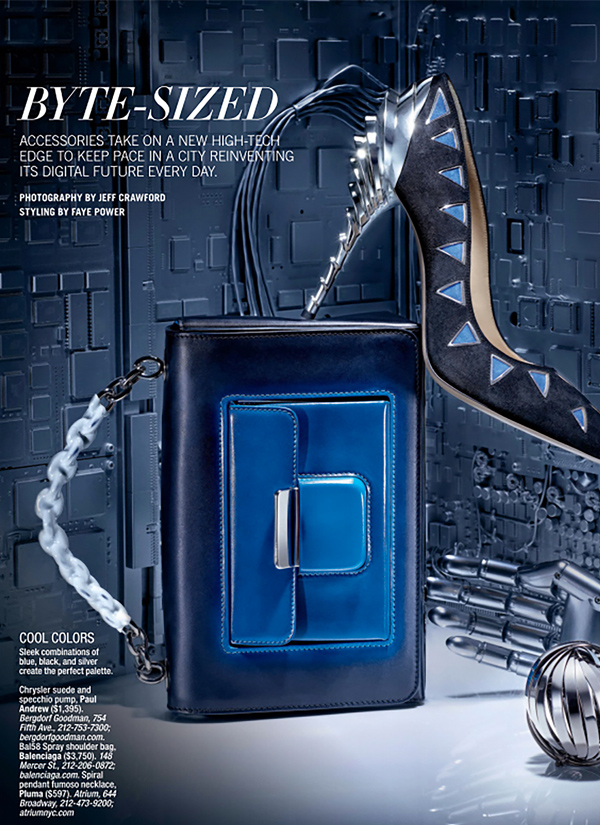 BYTE-SIZED
ACCESSORIES TAKE ON A NEW HIGH-TECH
EDGE TO KEEP PACE IN A CITY REINVENTING
ITS DIGITAL FUTURE EVERY DAY.
PHOTOGRAPHY BY JEFF CRAWFORD
STYLING BY FAYE POWER
COOL COLORS
Sleek combinations of
blue, black, and silver
create the perfect palette.
Chrysler suede and
specchio pump, Paul
Andrew ($1,395).
Bergdorf Goodman, 754
Fifth Ave., 212-753-7300;
bergdorfgoodman.com.
Bal58 Spray shoulder bag,
Balenciaga ($3,750). 148
Mercer St., 212-206-0872;
balenciaga.com. Spiral
pendant fumoso necklace,
Pluma ($597). Atrium, 644
Broadway, 212-473-9200;
atriumnyc.com